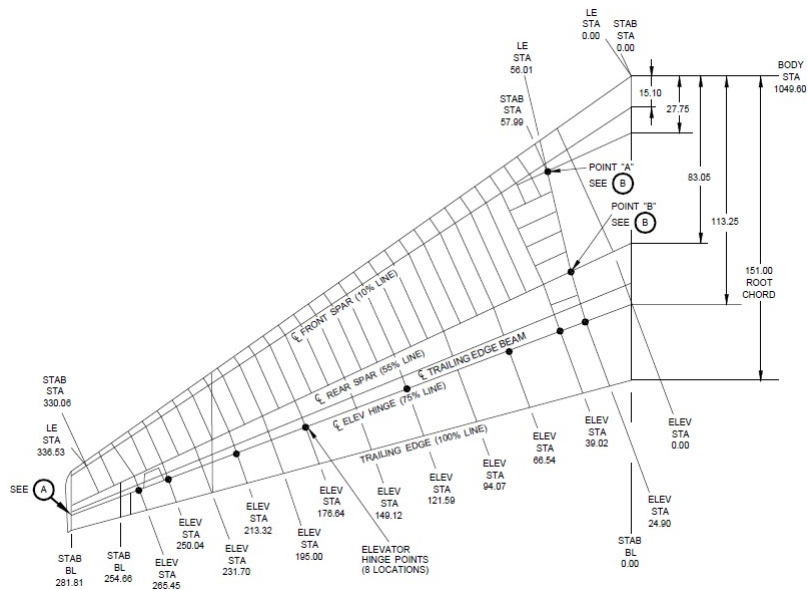 LE
STA
0.00
STAB
STA
0.00
BODY
STA
1049.60
LE
STA
56.01
STAB
STA
57.99
15.10
27.75
83.05
113.25
151.00
ROOT
CHORD
POINT "A"
SEE B
POINT "B"
SEE B
℄ FRONT SPAR (10% LINE)
℄ REAR SPAR (55% LINE)
℄ TRAILING EDGE BEAM
℄ ELEV HINGE (75% LINE)
TRAILING EDGE (100% LINE)
STAB
STA
330.06
LE
STA
336.53
SEE A
STAB
BL
281.81
STAB
BL
254.66
ELEV
STA
265.45
ELEV
STA
250.04
ELEV
STA
231.70
ELEV
STA
213.32
ELEV
STA
195.00
ELEV
STA
176.64
ELEV
STA
149.12
ELEV
STA
121.59
ELEV
STA
94.07
ELEV
STA
66.54
ELEV
STA
39.02
ELEV
STA
24.90
ELEV
STA
0.00
ELEVATOR
HINGE POINTS
(8 LOCATIONS)
STAB
BL
0.00